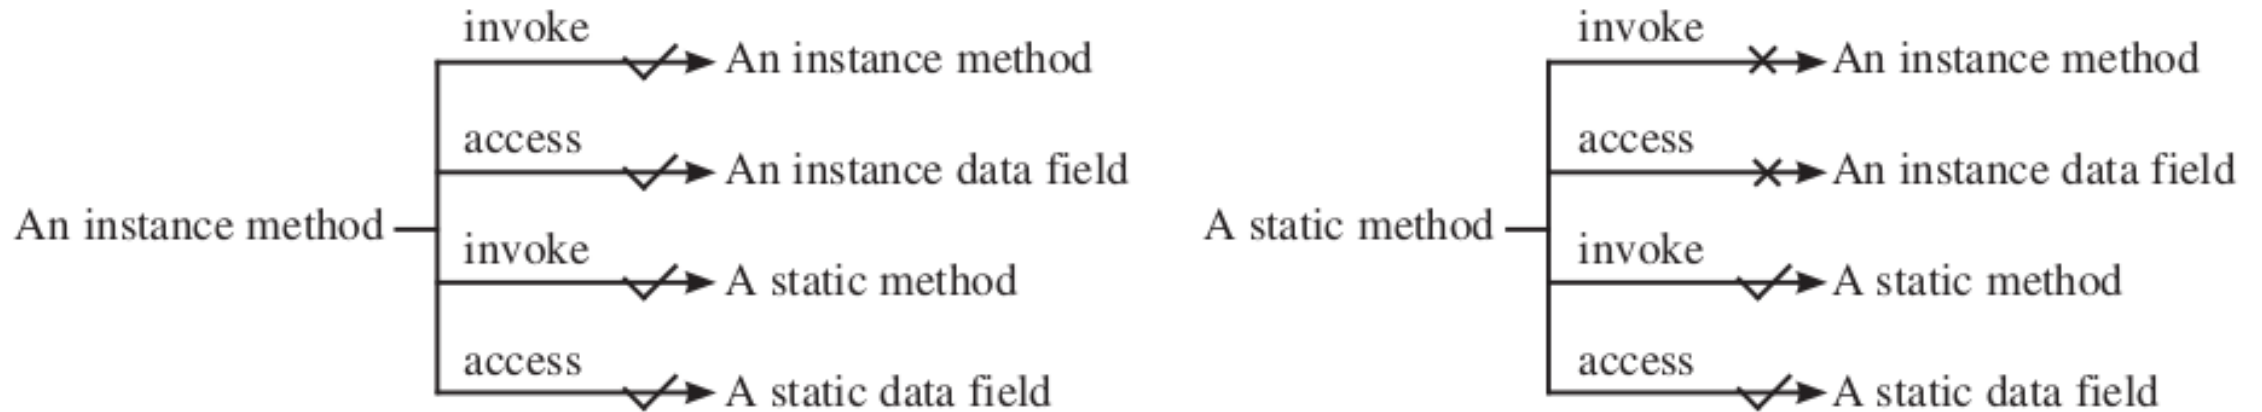 invoke
An instance method
access
An instance data field
An instance method
invoke
A static method
access
A static data field
invoke
An instance method
access
An instance data field
A static method
invoke
A static method
access
A static data field